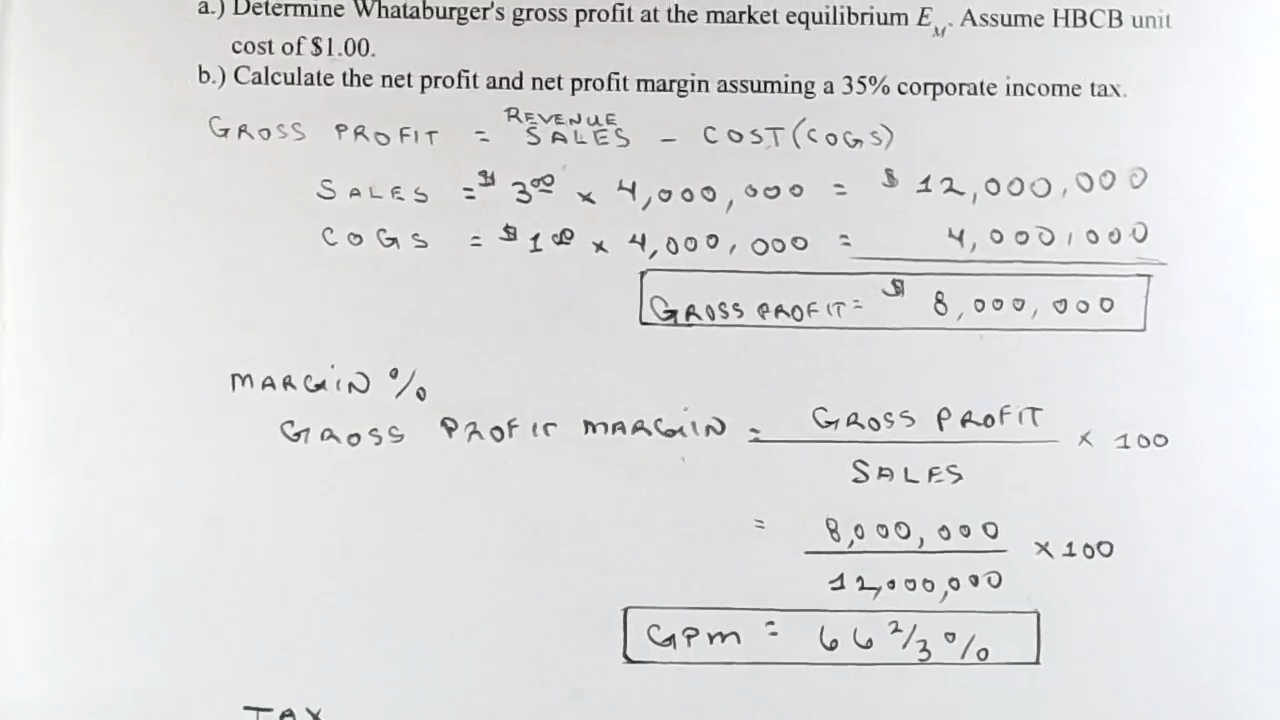 a.) Determine Whataburger's gross profit at the market equilibrium E_M. Assume HBCB unit
cost of $1.00.
b.) Calculate the net profit and net profit margin assuming a 35% corporate income tax.
REVENUE
GROSS PROFIT = SALES - COST (COGS)
SALES = $ 3 00 x 4,000,000 = $ 12,000,000
COGS = $ 1 00 x 4,000,000 = 4,000,000
GROSS PROFIT = $ 8,000,000
MARGIN %
GROSS PROFIT MARGIN = GROSS PROFIT x 100
SALES
= 8,000,000 x 100
12,000,000
GPM = 66 2/3 %
TAX